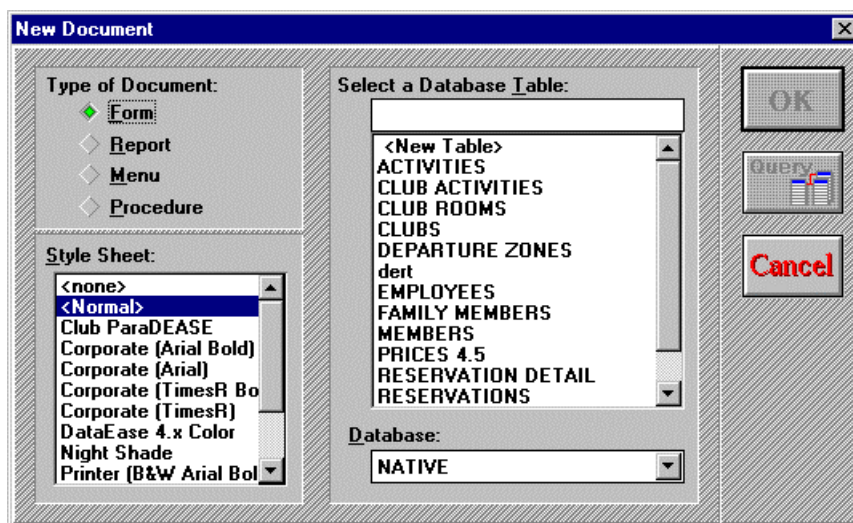 New Document
Type of Document:
Form
Report
Menu
Procedure
Style Sheet:
<none>
<Normal>
Club ParaDEASE
Corporate (Arial Bold)
Corporate (Arial)
Corporate (TimesR Bo
Corporate (TimesR)
DataEase 4.x Color
Night Shade
Printer (B&W Arial Bol
Select a Database Table:
<New Table>
ACTIVITIES
CLUB ACTIVITIES
CLUB ROOMS
CLUBS
DEPARTURE ZONES
dert
EMPLOYEES
FAMILY MEMBERS
MEMBERS
PRICES 4.5
RESERVATION DETAIL
RESERVATIONS
Database:
NATIVE
OK
Query
Cancel